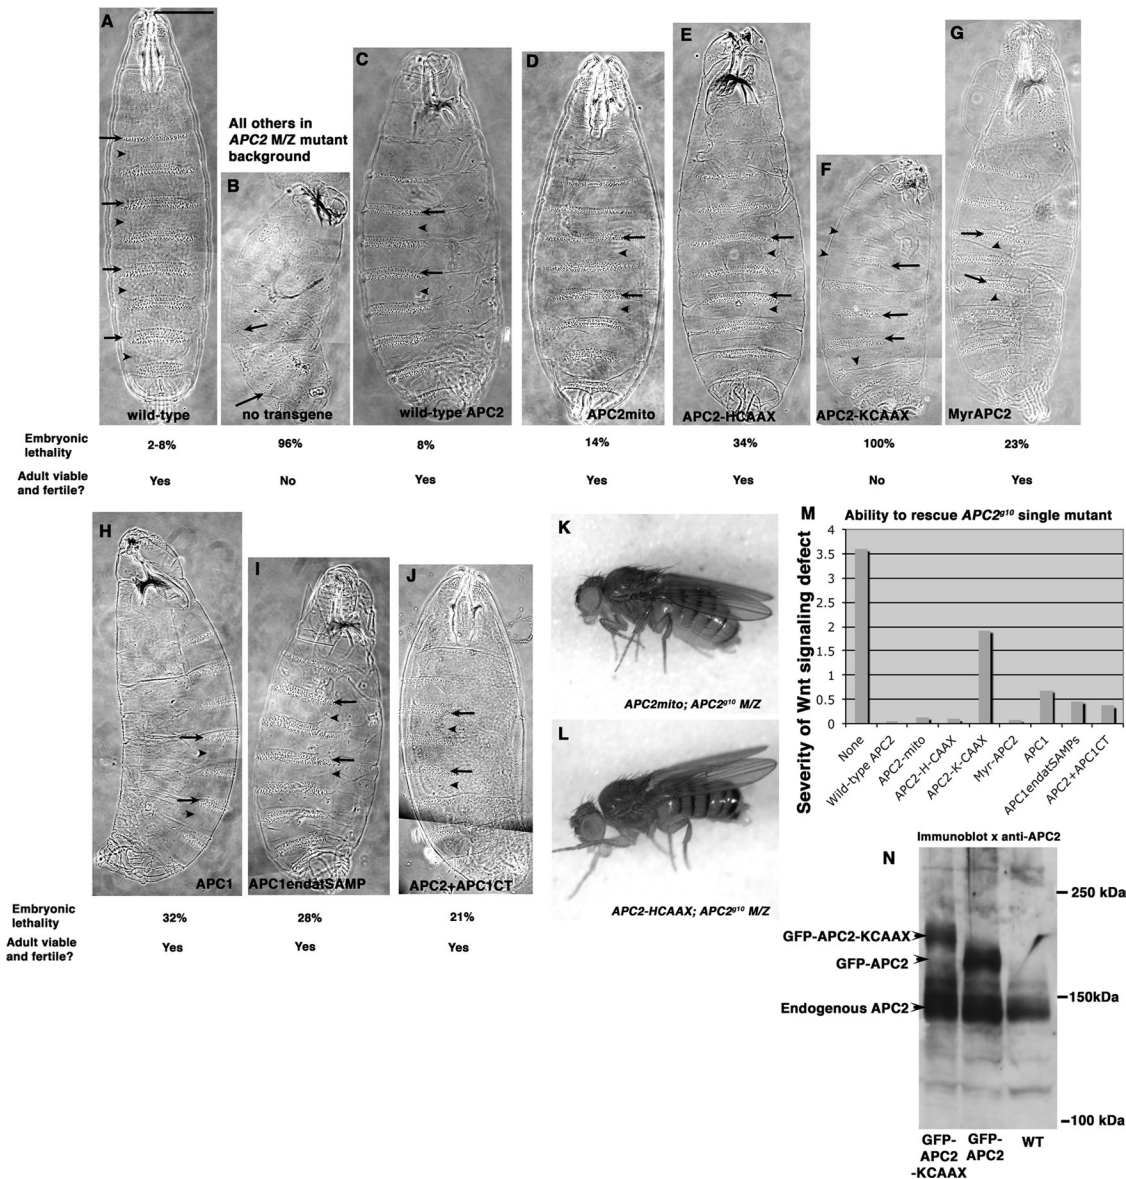 A
All others in
APC2 M/Z mutant
background
B
C
D
E
F
G
wild-type
no transgene
wild-type APC2
APC2mito
APC2-HCAAX
APC2-KCAAX
MyrAPC2
Embryonic
lethality
2-8%
96%
8%
14%
34%
100%
23%
Adult viable
and fertile?
Yes
No
Yes
Yes
Yes
No
Yes
H
I
J
APC1
APC1endatSAMP
APC2+APC1CT
Embryonic
lethality
32%
28%
21%
Adult viable
and fertile?
Yes
Yes
Yes
K
APC2mito; APC2g10 M/Z
L
APC2-HCAAX; APC2g10 M/Z
M
Ability to rescue APC2g10 single mutant
Severity of Wnt signaling defect
4
3.5
3
2.5
2
1.5
1
0.5
0
None
Wild-type APC2
APC2-mito
APC2-H-CAAX
APC2-K-CAAX
Myr-APC2
APC1
APC1endatSAMPs
APC2+APC1CT
Immunoblot x anti-APC2
N
250 kDa
GFP-APC2-KCAAX
GFP-APC2
150kDa
Endogenous APC2
100 kDa
GFP-
APC2
-KCAAX
GFP-
APC2
WT